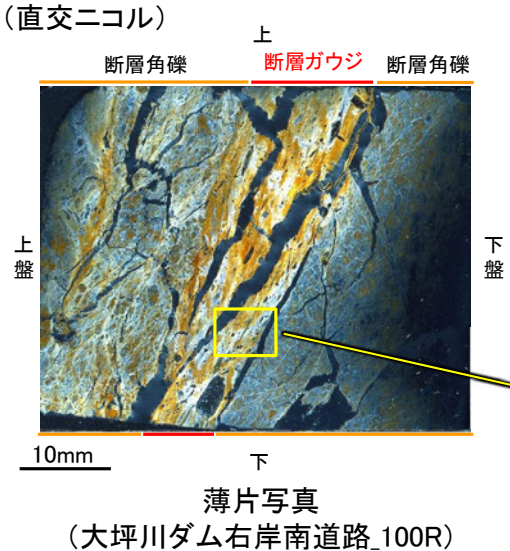 （直交ニコル）
上
断層角礫 断層ガウジ 断層角礫
上盤
下盤
10mm
下
薄片写真
（大坪川ダム右岸南道路_100R）